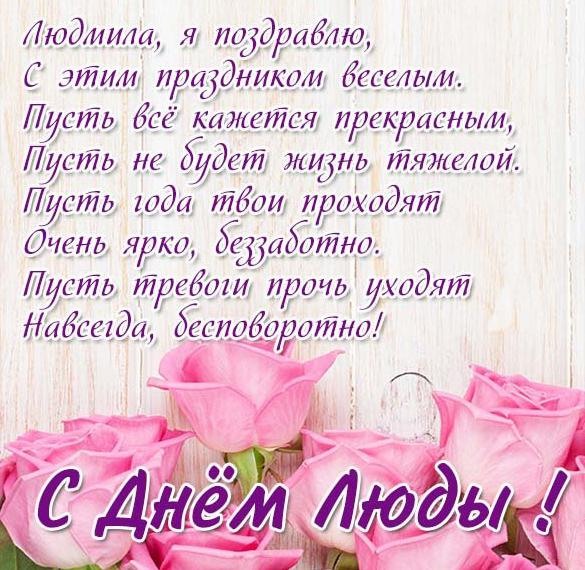 Людмила, я поздравлю,
С этим праздником веселым.
Пусть всё кажется прекрасным,
Пусть не будет жизнь тяжелой.
Пусть года твои проходят
Очень ярко, беззаботно.
Пусть тревоги прочь уходят
Навсегда, бесповоротно!
С Днём Люды !